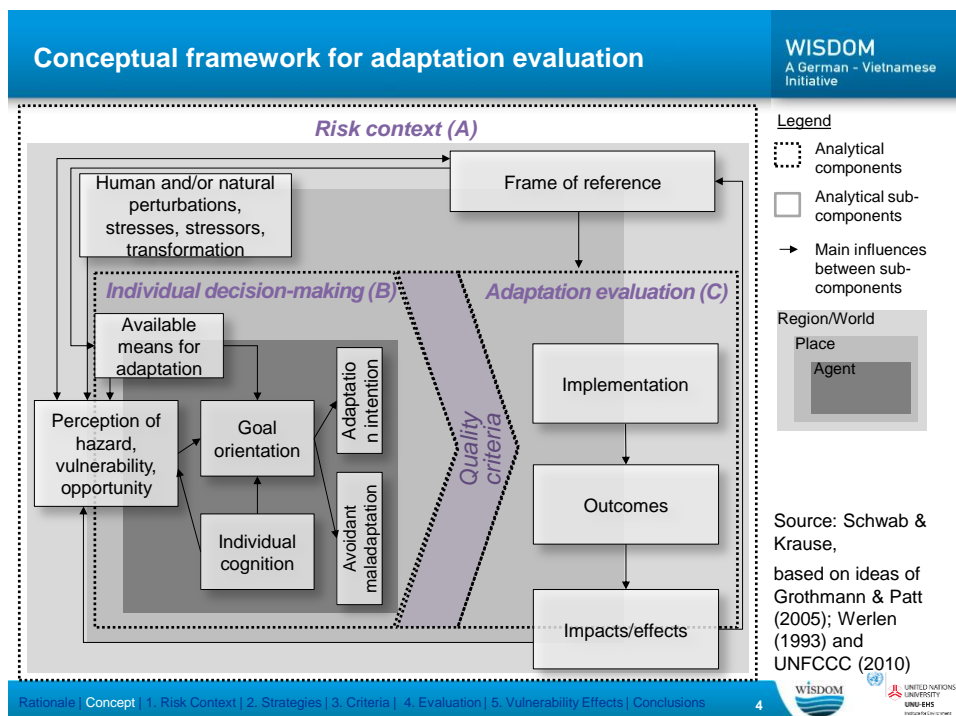 Conceptual framework for adaptation evaluation
WISDOM
A German - Vietnamese
Initiative
Risk context (A)
Human and/or natural
perturbations,
stresses, stressors,
transformation
Frame of reference
Individual decision-making (B)
Adaptation evaluation (C)
Available
means for
adaptation
Perception of
hazard,
vulnerability,
opportunity
Goal
orientation
Individual
cognition
Adaptatio
n intention
Avoidant
maladaptation
Quality
criteria
Implementation
Outcomes
Impacts/effects
Legend
Analytical
components
Analytical sub-
components
Main influences
between sub-
components
Region/World
Place
Agent
Source: Schwab &
Krause,
based on ideas of
Grothmann & Patt
(2005); Werlen
(1993) and
UNFCCC (2010)
Rationale | Concept | 1. Risk Context | 2. Strategies | 3. Criteria | 4. Evaluation | 5. Vulnerability Effects | Conclusions
4
WISDOM
UNITED NATIONS
UNIVERSITY
UNU-EHS
Institute for Environment